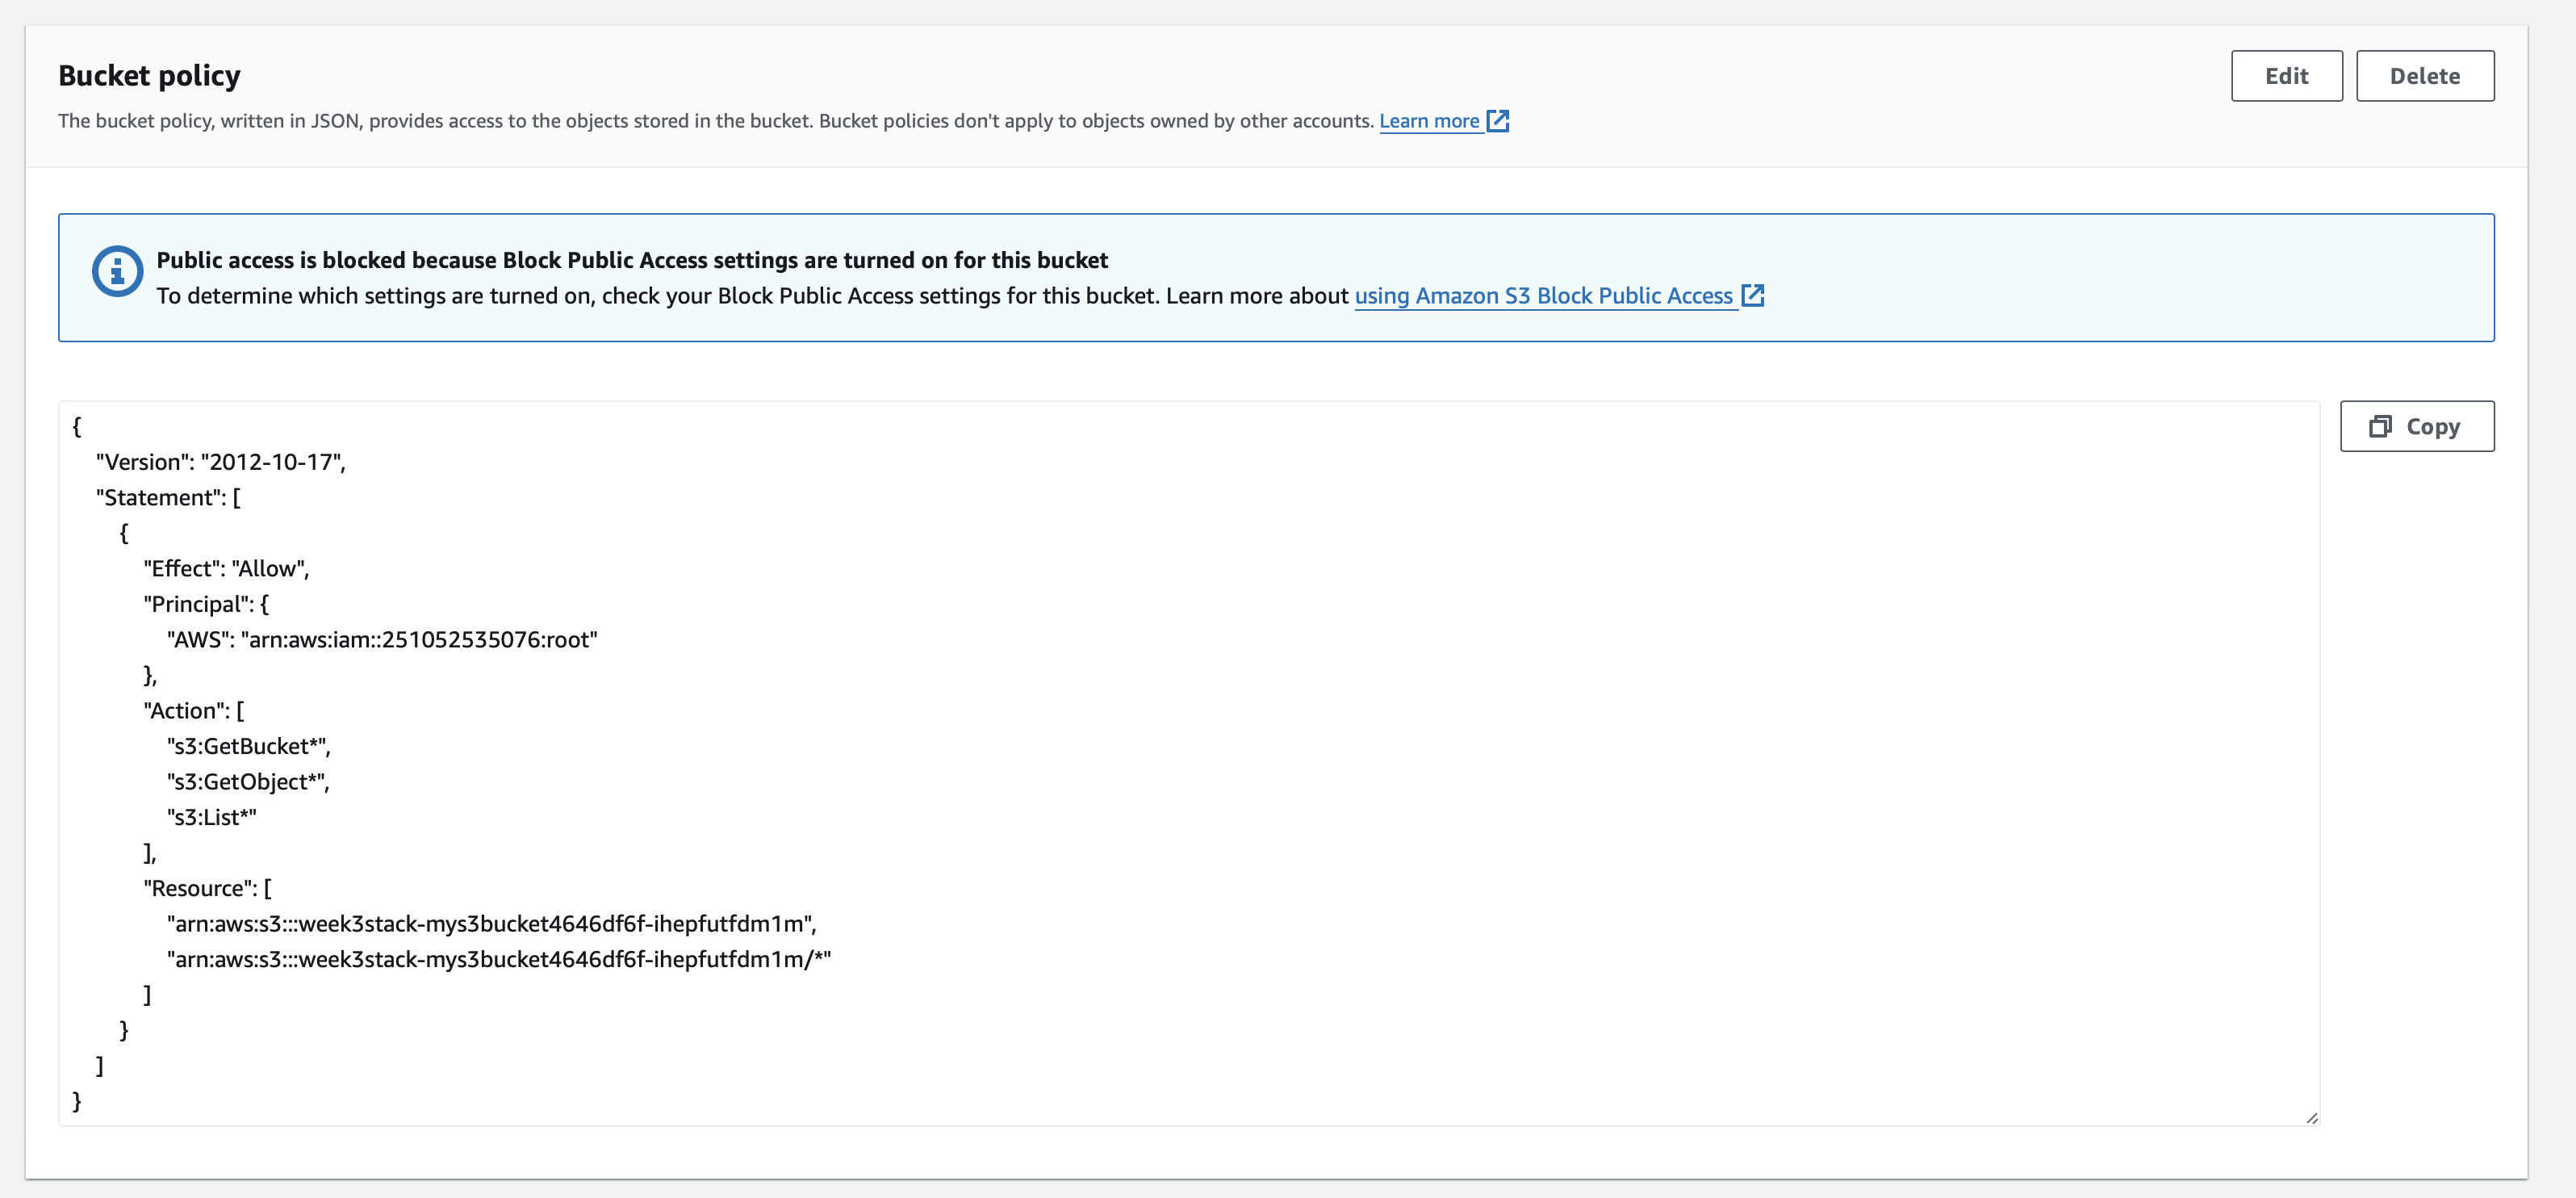 Bucket policy
Edit
Delete
The bucket policy, written in JSON, provides access to the objects stored in the bucket. Bucket policies don't apply to objects owned by other accounts. Learn more
Public access is blocked because Block Public Access settings are turned on for this bucket
To determine which settings are turned on, check your Block Public Access settings for this bucket. Learn more about using Amazon S3 Block Public Access
Copy
{
"Version": "2012-10-17",
"Statement": [
{
"Effect": "Allow",
"Principal": {
"AWS": "arn:aws:iam::251052535076:root"
},
"Action": [
"s3:GetBucket*",
"s3:GetObject*",
"s3:List*"
],
"Resource": [
"arn:aws:s3:::week3stack-mys3bucket4646df6f-ihepfutfdm1m",
"arn:aws:s3:::week3stack-mys3bucket4646df6f-ihepfutfdm1m/*"
]
}
]
}